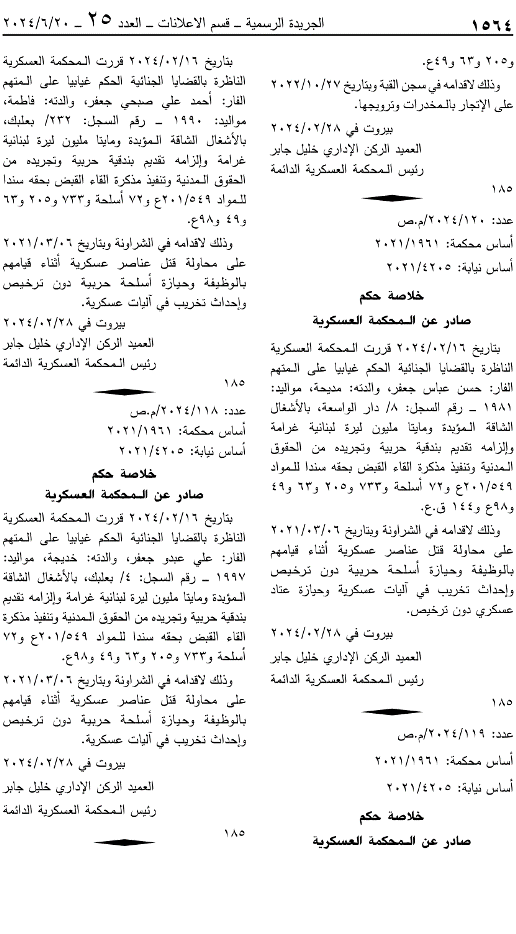 ١٥٦٤
الجريدة الرسمية ــ قسم الاعلانات ــ العدد ٢٥ ــ ٢٠٢٤/٦/٢٠
و٢٠٥ و٦٣ و٤٩ع.
وذلك لاقدامه في سجن القبة وبتاريخ ٢٠٢٢/١٠/٢٧
على الإتجار بالمخدرات وترويجها.
بيروت في ٢٠٢٤/٠٢/٢٨
العميد الركن الإداري خليل جابر
رئيس المحكمة العسكرية الدائمة
١٨٥
عدد: ٢٠٢٤/١٢٠/م.ص
أساس محكمة: ٢٠٢١/١٩٦١
أساس نيابة: ٢٠٢١/٤٢٠٥
خلاصة حكم
صادر عن المحكمة العسكرية
بتاريخ ٢٠٢٤/٠٢/١٦ قررت المحكمة العسكرية
الناظرة بالقضايا الجنائية الحكم غيابيا على المتهم
الفار: حسن عباس جعفر، والدته: مديحة، مواليد:
١٩٨١ ــ رقم السجل: ٨/ دار الواسعة، بالأشغال
الشاقة المؤبدة ومايتا مليون ليرة لبنانية غرامة
وإلزامه تقديم بندقية حربية وتجريده من الحقوق
المدنية وتنفيذ مذكرة القاء القبض بحقه سندا للمواد
٢٠١/٥٤٩ع و٧٢ أسلحة و٧٣٣ و٢٠٥ و٦٣ و٤٩
و٩٨ع و١٤٤ ق.ع.
وذلك لاقدامه في الشراونة وبتاريخ ٢٠٢١/٠٣/٠٦
على محاولة قتل عناصر عسكرية أثناء قيامهم
بالوظيفة وحيازة أسلحة حربية دون ترخيص
وإحداث تخريب في آليات عسكرية وحيازة عتاد
عسكري دون ترخيص.
بيروت في ٢٠٢٤/٠٢/٢٨
العميد الركن الإداري خليل جابر
رئيس المحكمة العسكرية الدائمة
١٨٥
عدد: ٢٠٢٤/١١٩/م.ص
أساس محكمة: ٢٠٢١/١٩٦١
أساس نيابة: ٢٠٢١/٤٢٠٥
خلاصة حكم
صادر عن المحكمة العسكرية
بتاريخ ٢٠٢٤/٠٢/١٦ قررت المحكمة العسكرية
الناظرة بالقضايا الجنائية الحكم غيابيا على المتهم
الفار: أحمد علي صبحي جعفر، والدته: فاطمة،
مواليد: ١٩٩٠ ــ رقم السجل: ٢٣٢/ بعلبك،
بالأشغال الشاقة المؤبدة ومايتا مليون ليرة لبنانية
غرامة وإلزامه تقديم بندقية حربية وتجريده من
الحقوق المدنية وتنفيذ مذكرة القاء القبض بحقه سندا
للمواد ٢٠١/٥٤٩ع و٧٢ أسلحة و٧٣٣ و٢٠٥ و٦٣
و٤٩ و٩٨ع.
وذلك لاقدامه في الشراونة وبتاريخ ٢٠٢١/٠٣/٠٦
على محاولة قتل عناصر عسكرية أثناء قيامهم
بالوظيفة وحيازة أسلحة حربية دون ترخيص
وإحداث تخريب في آليات عسكرية.
بيروت في ٢٠٢٤/٠٢/٢٨
العميد الركن الإداري خليل جابر
رئيس المحكمة العسكرية الدائمة
١٨٥
عدد: ٢٠٢٤/١١٨/م.ص
أساس محكمة: ٢٠٢١/١٩٦١
أساس نيابة: ٢٠٢١/٤٢٠٥
خلاصة حكم
صادر عن المحكمة العسكرية
بتاريخ ٢٠٢٤/٠٢/١٦ قررت المحكمة العسكرية
الناظرة بالقضايا الجنائية الحكم غيابيا على المتهم
الفار: علي عبدو جعفر، والدته: خديجة، مواليد:
١٩٩٧ ــ رقم السجل: ٤/ بعلبك، بالأشغال الشاقة
المؤبدة ومايتا مليون ليرة لبنانية غرامة وإلزامه تقديم
بندقية حربية وتجريده من الحقوق المدنية وتنفيذ مذكرة
القاء القبض بحقه سندا للمواد ٢٠١/٥٤٩ع و٧٢
أسلحة و٧٣٣ و٢٠٥ و٦٣ و٤٩ و٩٨ع.
وذلك لاقدامه في الشراونة وبتاريخ ٢٠٢١/٠٣/٠٦
على محاولة قتل عناصر عسكرية أثناء قيامهم
بالوظيفة وحيازة أسلحة حربية دون ترخيص
وإحداث تخريب في آليات عسكرية.
بيروت في ٢٠٢٤/٠٢/٢٨
العميد الركن الإداري خليل جابر
رئيس المحكمة العسكرية الدائمة
١٨٥